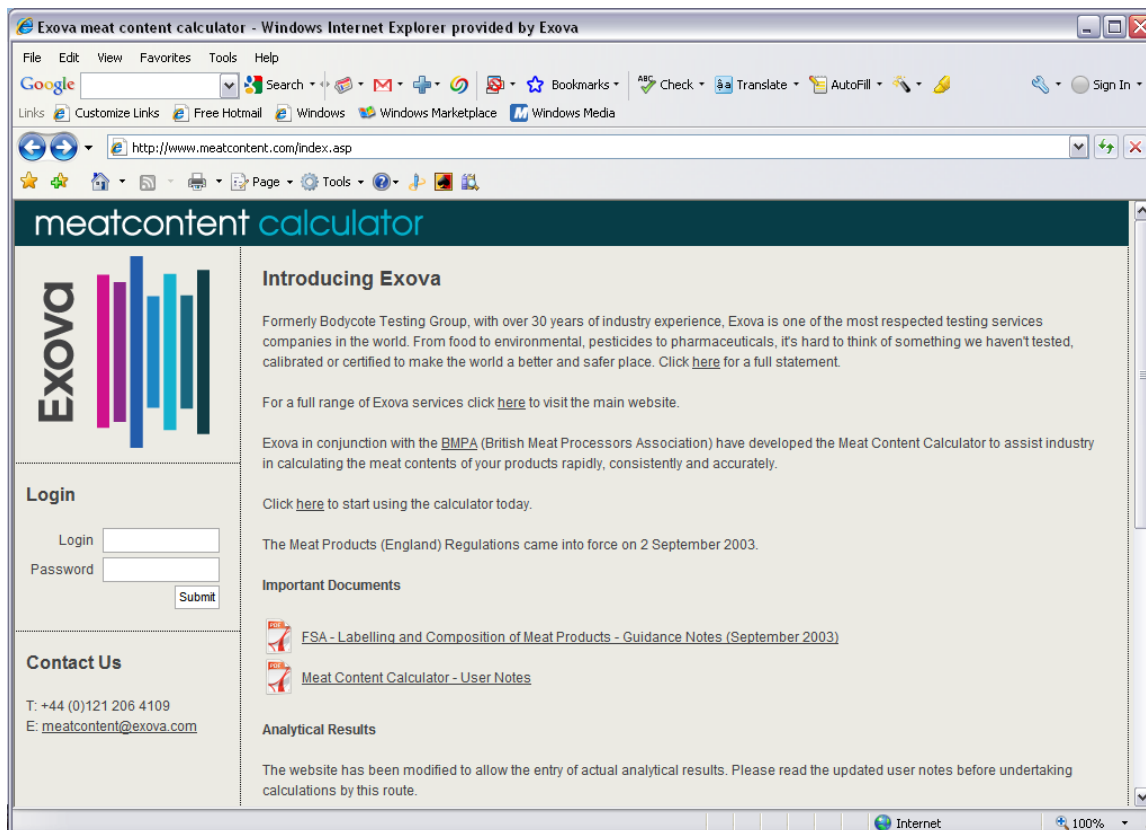 Exova meat content calculator - Windows Internet Explorer provided by Exova
File Edit View Favorites Tools Help
Google Search Bookmarks ABC Check Translate AutoFill Sign In
Links Customize Links Free Hotmail Windows Windows Marketplace Windows Media
http://www.meatcontent.com/index.asp
Page Tools
meatcontent calculator
Exova
Login
Login
Password
Submit
Contact Us
T: +44 (0)121 206 4109
E: meatcontent@exova.com
Introducing Exova
Formerly Bodycote Testing Group, with over 30 years of industry experience, Exova is one of the most respected testing services
companies in the world. From food to environmental, pesticides to pharmaceuticals, it's hard to think of something we haven't tested,
calibrated or certified to make the world a better and safer place. Click here for a full statement.
For a full range of Exova services click here to visit the main website.
Exova in conjunction with the BMPA (British Meat Processors Association) have developed the Meat Content Calculator to assist industry
in calculating the meat contents of your products rapidly, consistently and accurately.
Click here to start using the calculator today.
The Meat Products (England) Regulations came into force on 2 September 2003.
Important Documents
FSA - Labelling and Composition of Meat Products - Guidance Notes (September 2003)
Meat Content Calculator - User Notes
Analytical Results
The website has been modified to allow the entry of actual analytical results. Please read the updated user notes before undertaking
calculations by this route.
Internet 100%